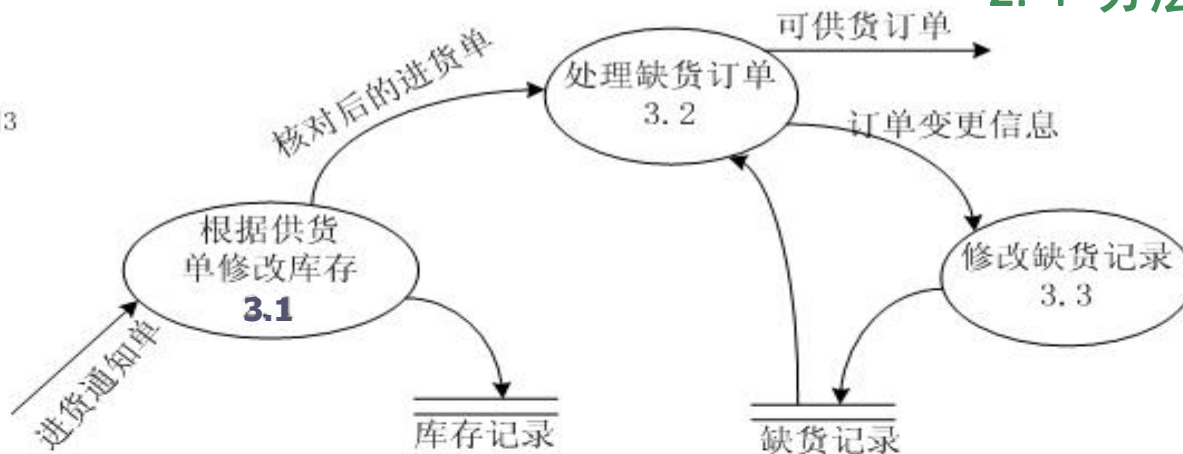 可供货订单
核对后的进货单
处理缺货订单
3.2
订单变更信息
3
根据供货
单修改库存
3.1
修改缺货记录
3.3
进货通知单
库存记录
缺货记录